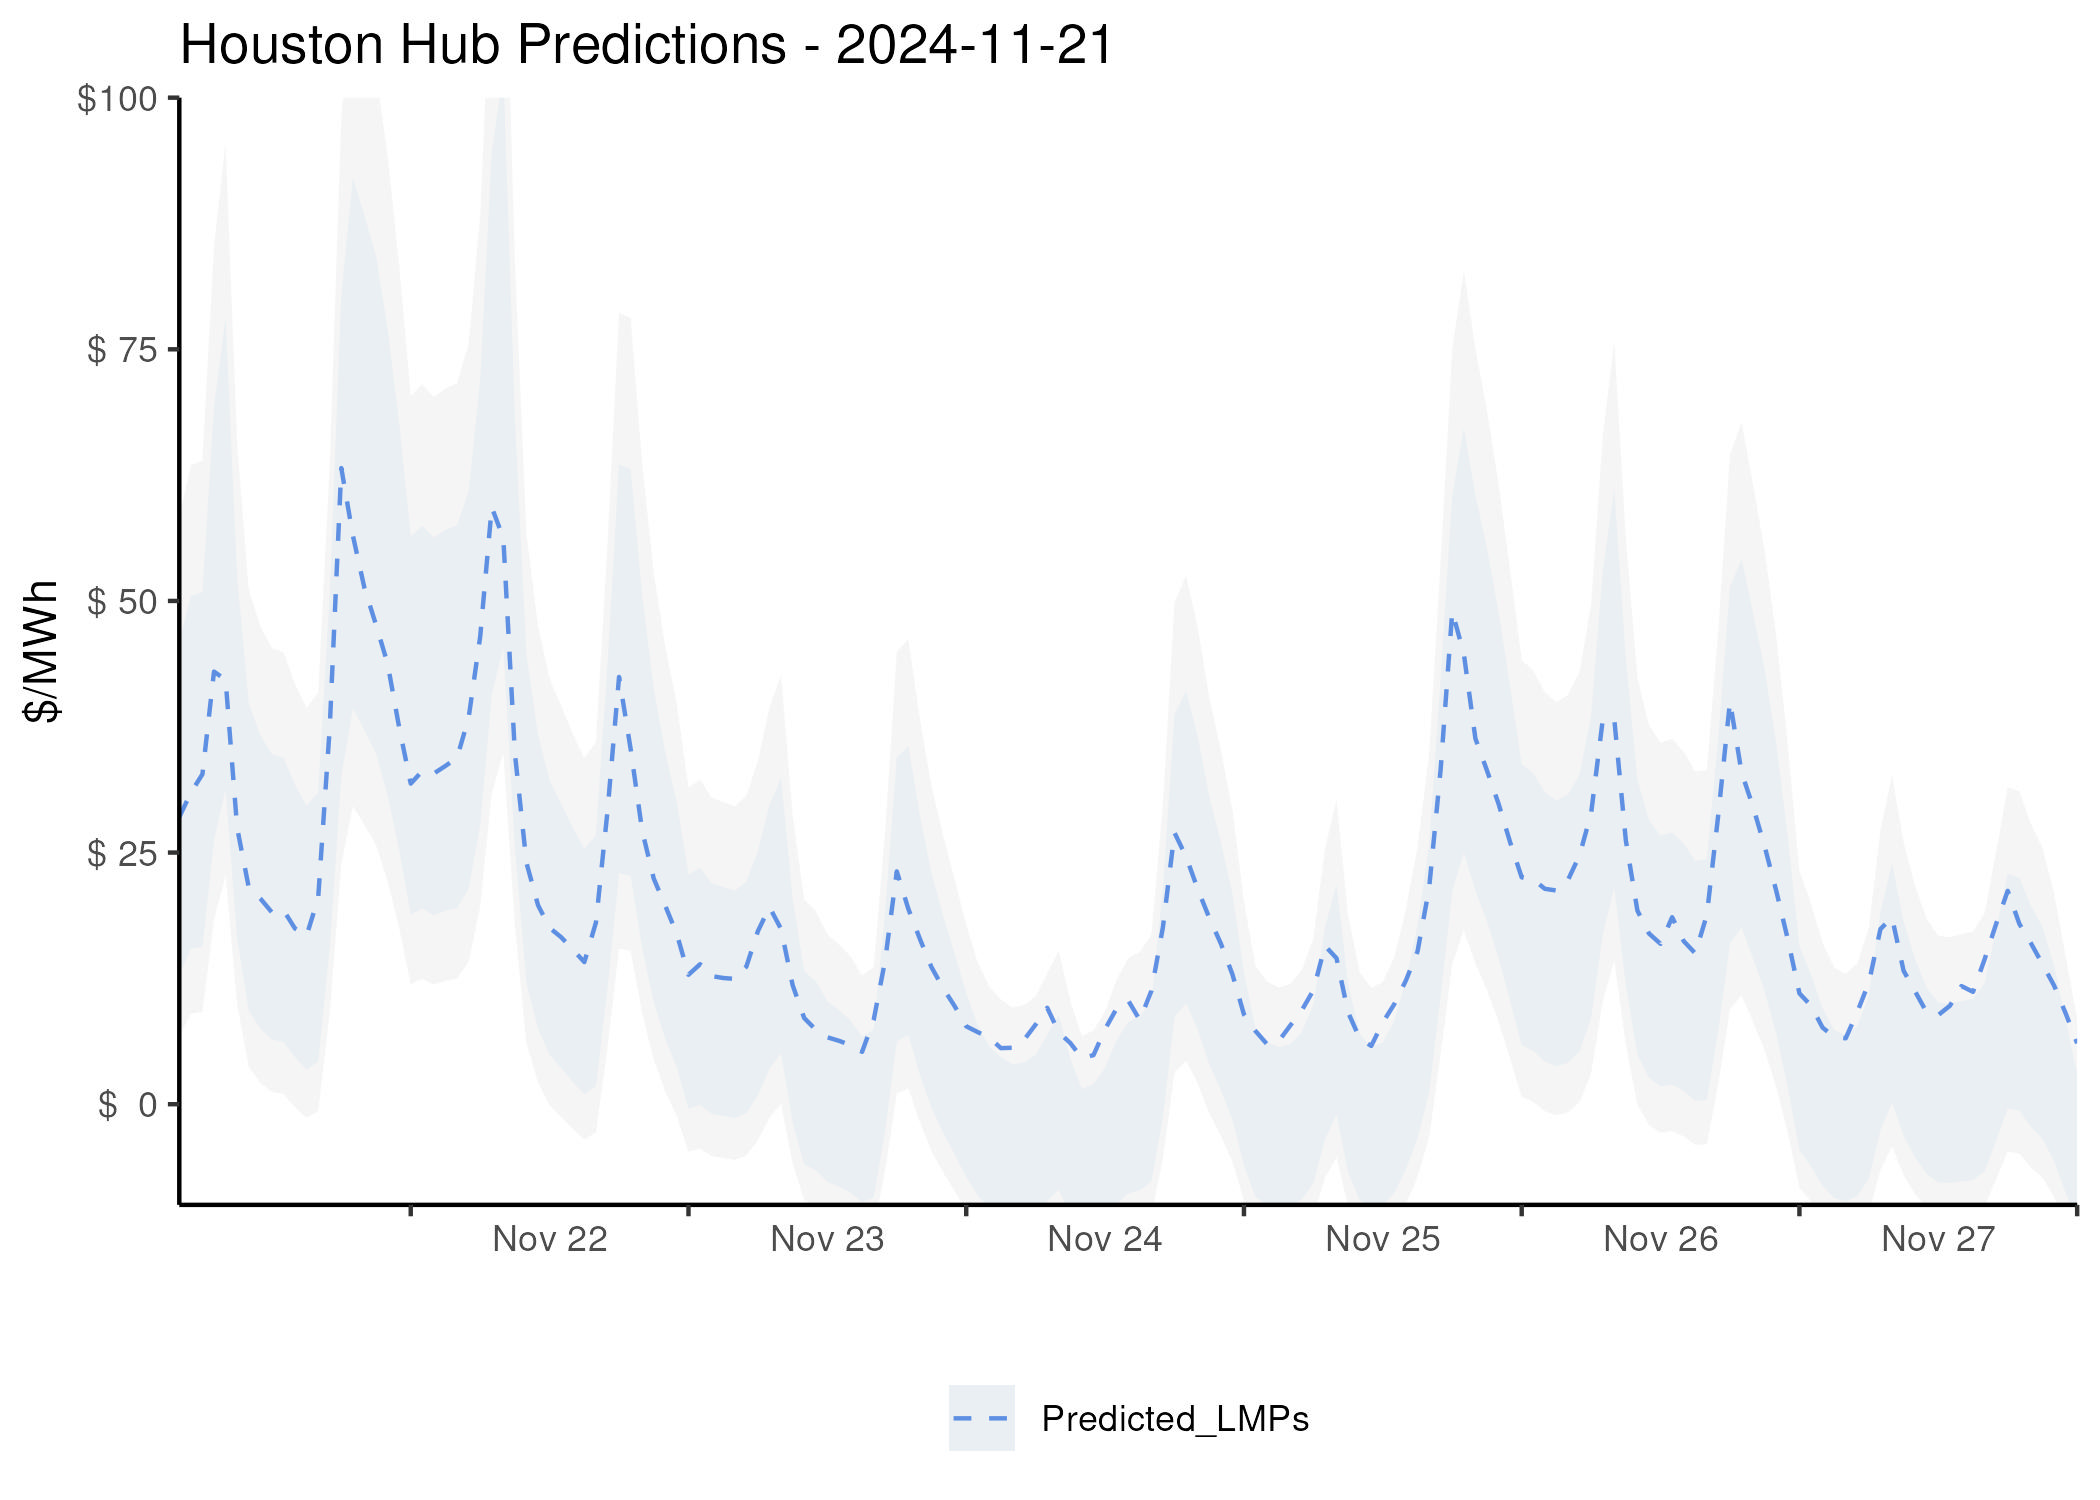 Houston Hub Predictions - 2024-11-21
$100
$ 75
$ 50
$ 25
$ 0
$/MWh
Nov 22
Nov 23
Nov 24
Nov 25
Nov 26
Nov 27
Predicted_LMPs